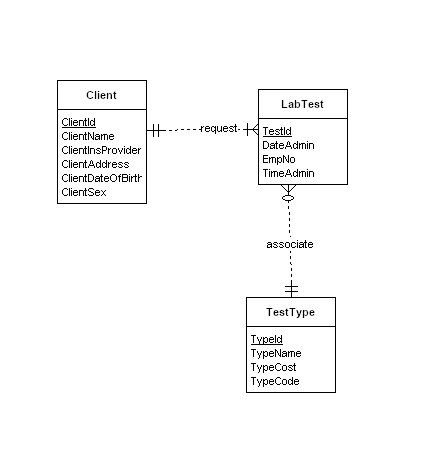 Client
ClientId
ClientName
ClientInsProvider
ClientAddress
ClientDateOfBirth
ClientSex
request
LabTest
TestId
DateAdmin
EmpNo
TimeAdmin
associate
TestType
TypeId
TypeName
TypeCost
TypeCode